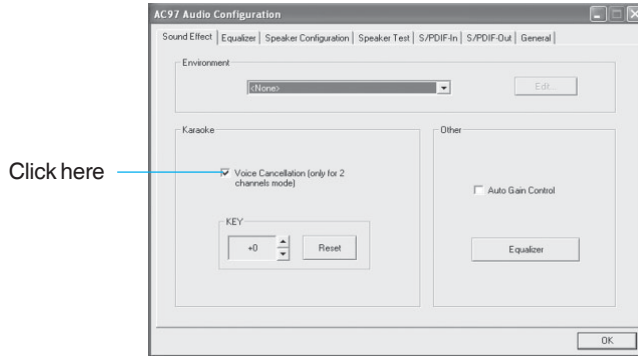 AC97 Audio Configuration
Sound Effect Equalizer Speaker Configuration Speaker Test S/PDIF-In S/PDIF-Out General
Environment
<None>
Edit...
Karaoke
Other
Click here
Voice Cancellation (only for 2
channels mode)
Auto Gain Control
KEY
+0
Reset
Equalizer
OK